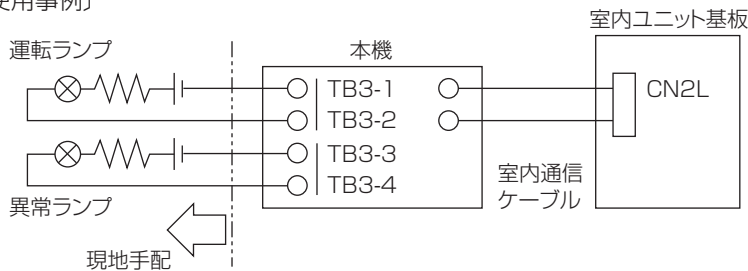 使用事例〕
室内ユニット基板
運転ランプ
本機
TB3-1
CN2L
TB3-2
TB3-3
TB3-4
室内通信
ケーブル
異常ランプ
現地手配